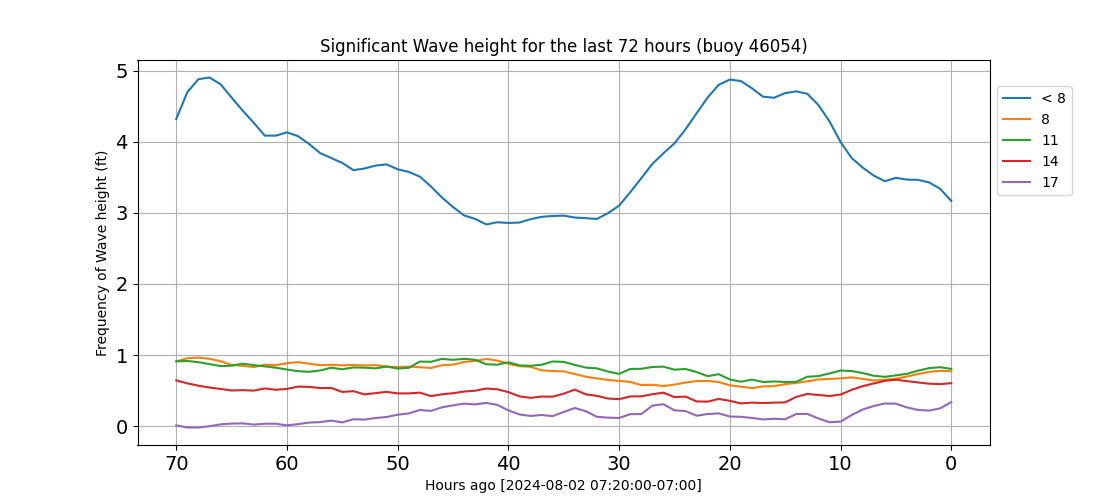 Significant Wave height for the last 72 hours (buoy 46054)
Frequency of Wave height (ft)
5
4
3
2
1
0
70 60 50 40 30 20 10 0
Hours ago [2024-08-02 07:20:00-07:00]
< 8
8
11
14
17